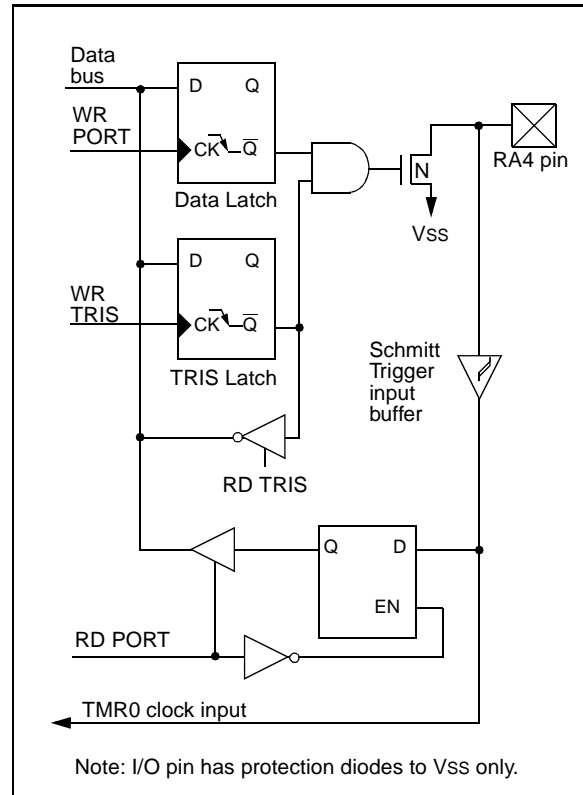 Data
bus
D Q
WR
PORT
CK Q
N
RA4 pin
Data Latch
VSS
D Q
WR
TRIS
CK Q
Schmitt
Trigger
input
buffer
TRIS Latch
RD TRIS
Q D
EN
RD PORT
TMR0 clock input
Note: I/O pin has protection diodes to VSS only.